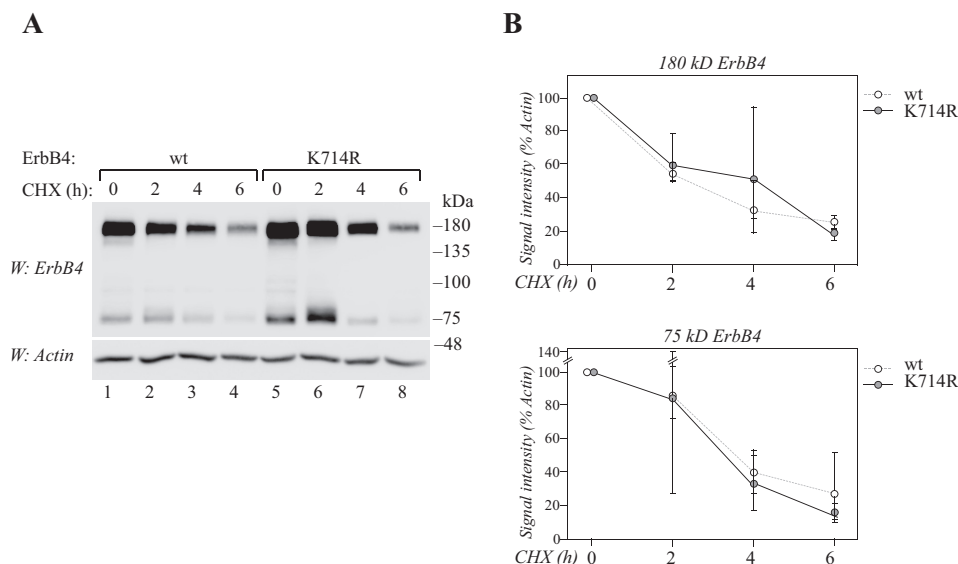 A
ErbB4: wt K714R
CHX (h): 0 2 4 6 0 2 4 6
kDa
–180
–135
W: ErbB4
–100
–75
–48
W: Actin
1 2 3 4 5 6 7 8
B
180 kD ErbB4
Signal intensity (% Actin)
100
80
60
40
20
0
CHX (h) 0 2 4 6
wt
K714R
75 kD ErbB4
Signal intensity (% Actin)
140
100
80
60
40
20
0
CHX (h) 0 2 4 6
wt
K714R